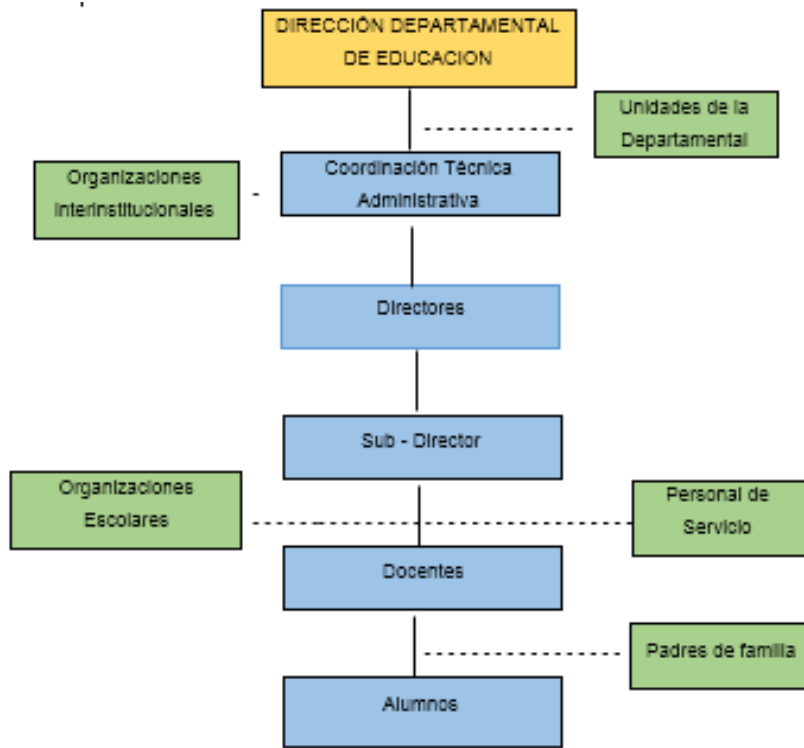 DIRECCIÓN DEPARTAMENTAL
DE EDUCACION
Unidades de la
Departamental
Coordinación Técnica
Administrativa
Organizaciones
Interinstitucionales
Directores
Sub - Director
Organizaciones
Escolares
Personal de
Servicio
Docentes
Padres de familia
Alumnos